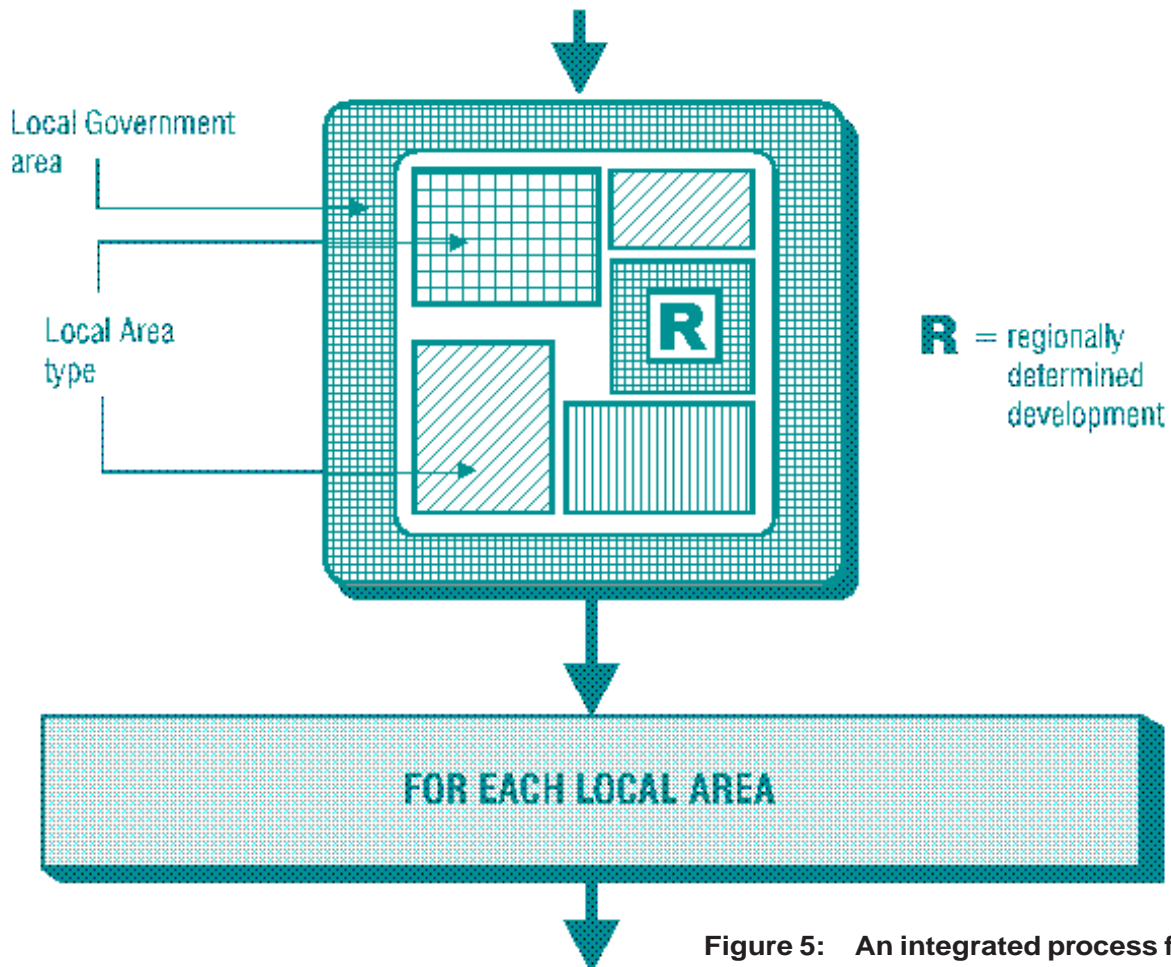 Local Government
area
Local Area
type
R
R = regionally
determined
development
FOR EACH LOCAL AREA
Figure 5: An integrated process f